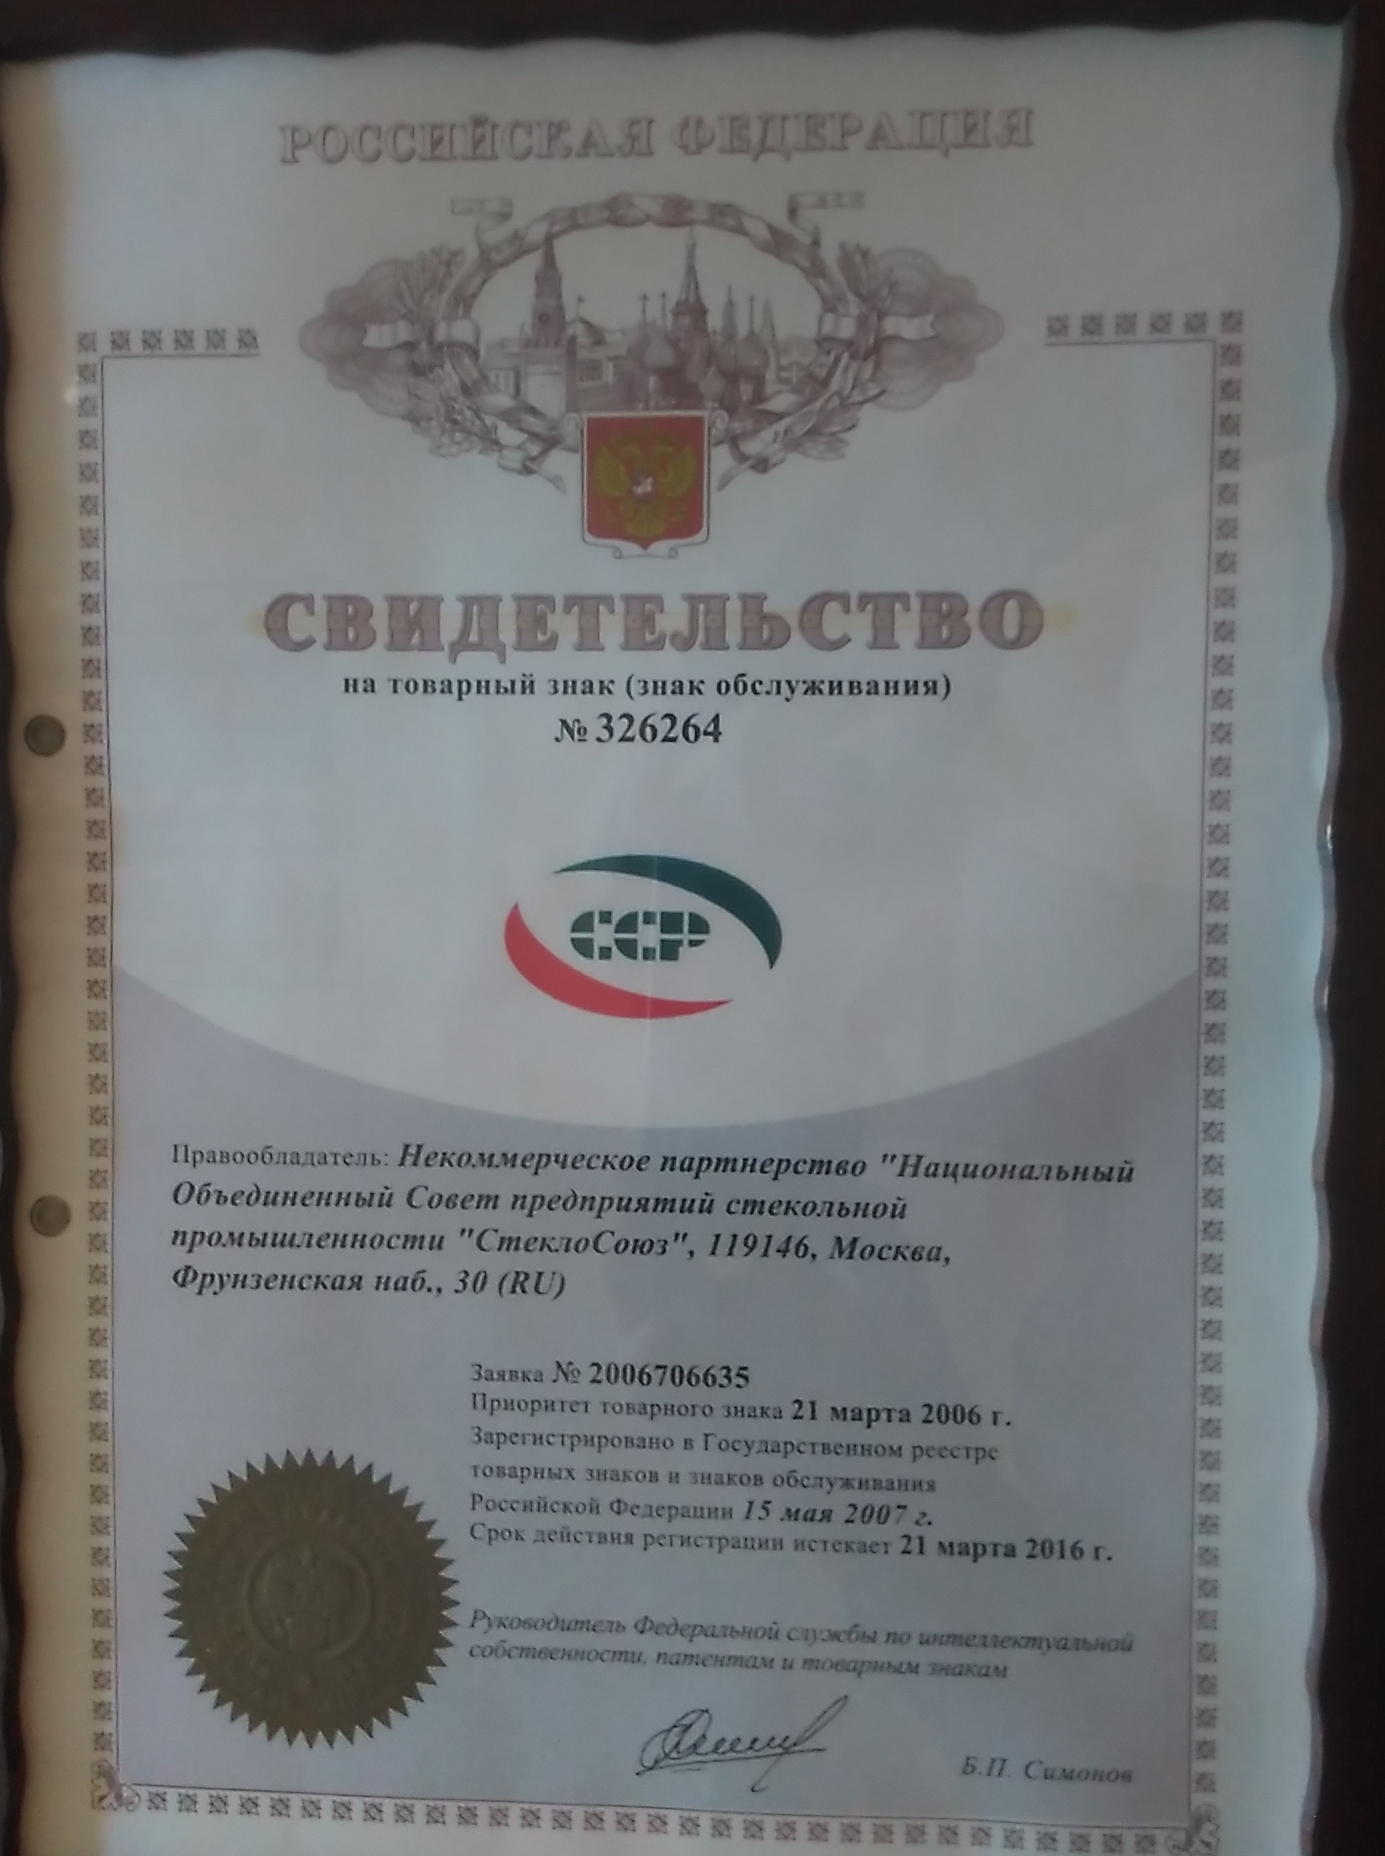 РОССИЙСКАЯ ФЕДЕРАЦИЯ
СВИДЕТЕЛЬСТВО
на товарный знак (знак обслуживания)
№ 326264
ССР
Правообладатель: Некоммерческое партнерство "Национальный
Объединенный Совет предприятий стекольной
промышленности "СтеклоСоюз", 119146, Москва,
Фрунзенская наб., 30 (RU)
Заявка № 2006706635
Приоритет товарного знака 21 марта 2006 г.
Зарегистрировано в Государственном реестре
товарных знаков и знаков обслуживания
Российской Федерации 15 мая 2007 г.
Срок действия регистрации истекает 21 марта 2016 г.
Руководитель Федеральной службы по интеллектуальной
собственности, патентам и товарным знакам
Б.П. Симонов